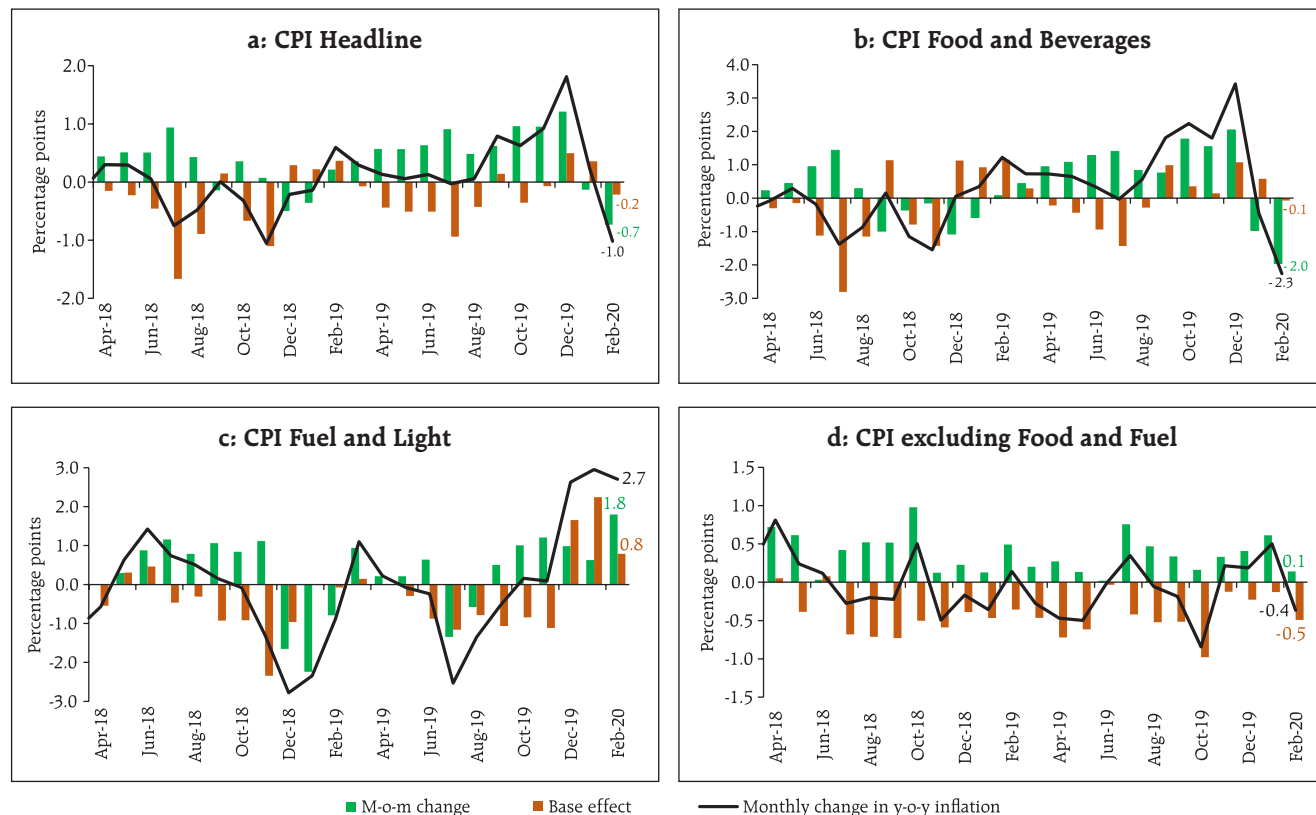 a: CPI Headline
Percentage points
2.0
1.0
0.0
-1.0
-2.0
-0.2
-0.7
-1.0
Apr-18
Jun-18
Aug-18
Oct-18
Dec-18
Feb-19
Apr-19
Jun-19
Aug-19
Oct-19
Dec-19
Feb-20
b: CPI Food and Beverages
Percentage points
4.0
3.0
2.0
1.0
0.0
-1.0
-2.0
-3.0
-0.1
-2.0
-2.3
Apr-18
Jun-18
Aug-18
Oct-18
Dec-18
Feb-19
Apr-19
Jun-19
Aug-19
Oct-19
Dec-19
Feb-20
c: CPI Fuel and Light
Percentage points
3.0
2.0
1.0
0.0
-1.0
-2.0
-3.0
2.7
1.8
0.8
Apr-18
Jun-18
Aug-18
Oct-18
Dec-18
Feb-19
Apr-19
Jun-19
Aug-19
Oct-19
Dec-19
Feb-20
d: CPI excluding Food and Fuel
Percentage points
1.5
1.0
0.5
0.0
-0.5
-1.0
-1.5
0.1
-0.4
-0.5
Apr-18
Jun-18
Aug-18
Oct-18
Dec-18
Feb-19
Apr-19
Jun-19
Aug-19
Oct-19
Dec-19
Feb-20
M-o-m change Base effect Monthly change in y-o-y inflation